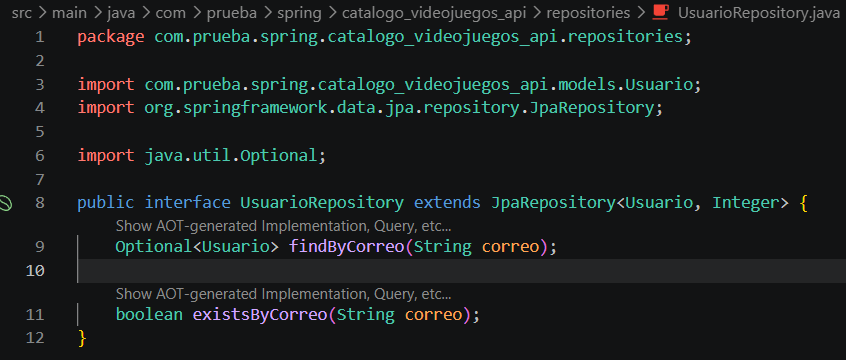 src > main > java > com > prueba > spring > catalogo_videojuegos_api > repositories > UsuarioRepository.java
1 package com.prueba.spring.catalogo_videojuegos_api.repositories;
2
3 import com.prueba.spring.catalogo_videojuegos_api.models.Usuario;
4 import org.springframework.data.jpa.repository.JpaRepository;
5
6 import java.util.Optional;
7
8 public interface UsuarioRepository extends JpaRepository<Usuario, Integer> {
Show AOT-generated Implementation, Query, etc...
9 Optional<Usuario> findByCorreo(String correo);
10
Show AOT-generated Implementation, Query, etc...
11 boolean existsByCorreo(String correo);
12 }